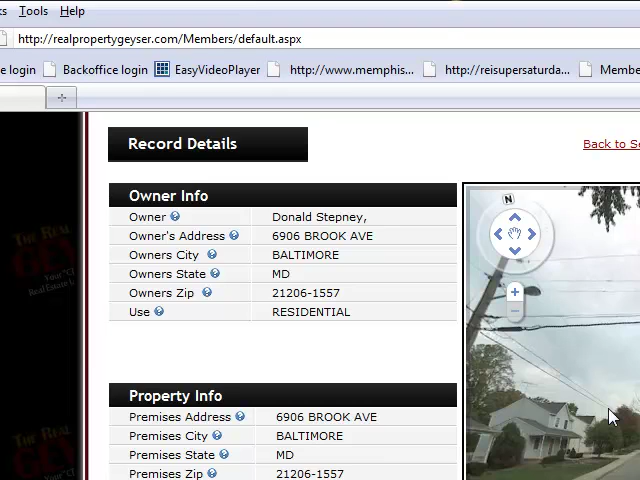 ks Tools Help
http://realpropertygeyser.com/Members/default.aspx
e login Backoffice login EasyVideoPlayer http://www.memphis... http://reisupersaturda... Membe
Record Details
Back to Se
Owner Info
Owner Donald Stepney,
Owner's Address 6906 BROOK AVE
Owners City BALTIMORE
Owners State MD
Owners Zip 21206-1557
Use RESIDENTIAL
N
Property Info
Premises Address 6906 BROOK AVE
Premises City BALTIMORE
Premises State MD
Premises Zip 21206-1557